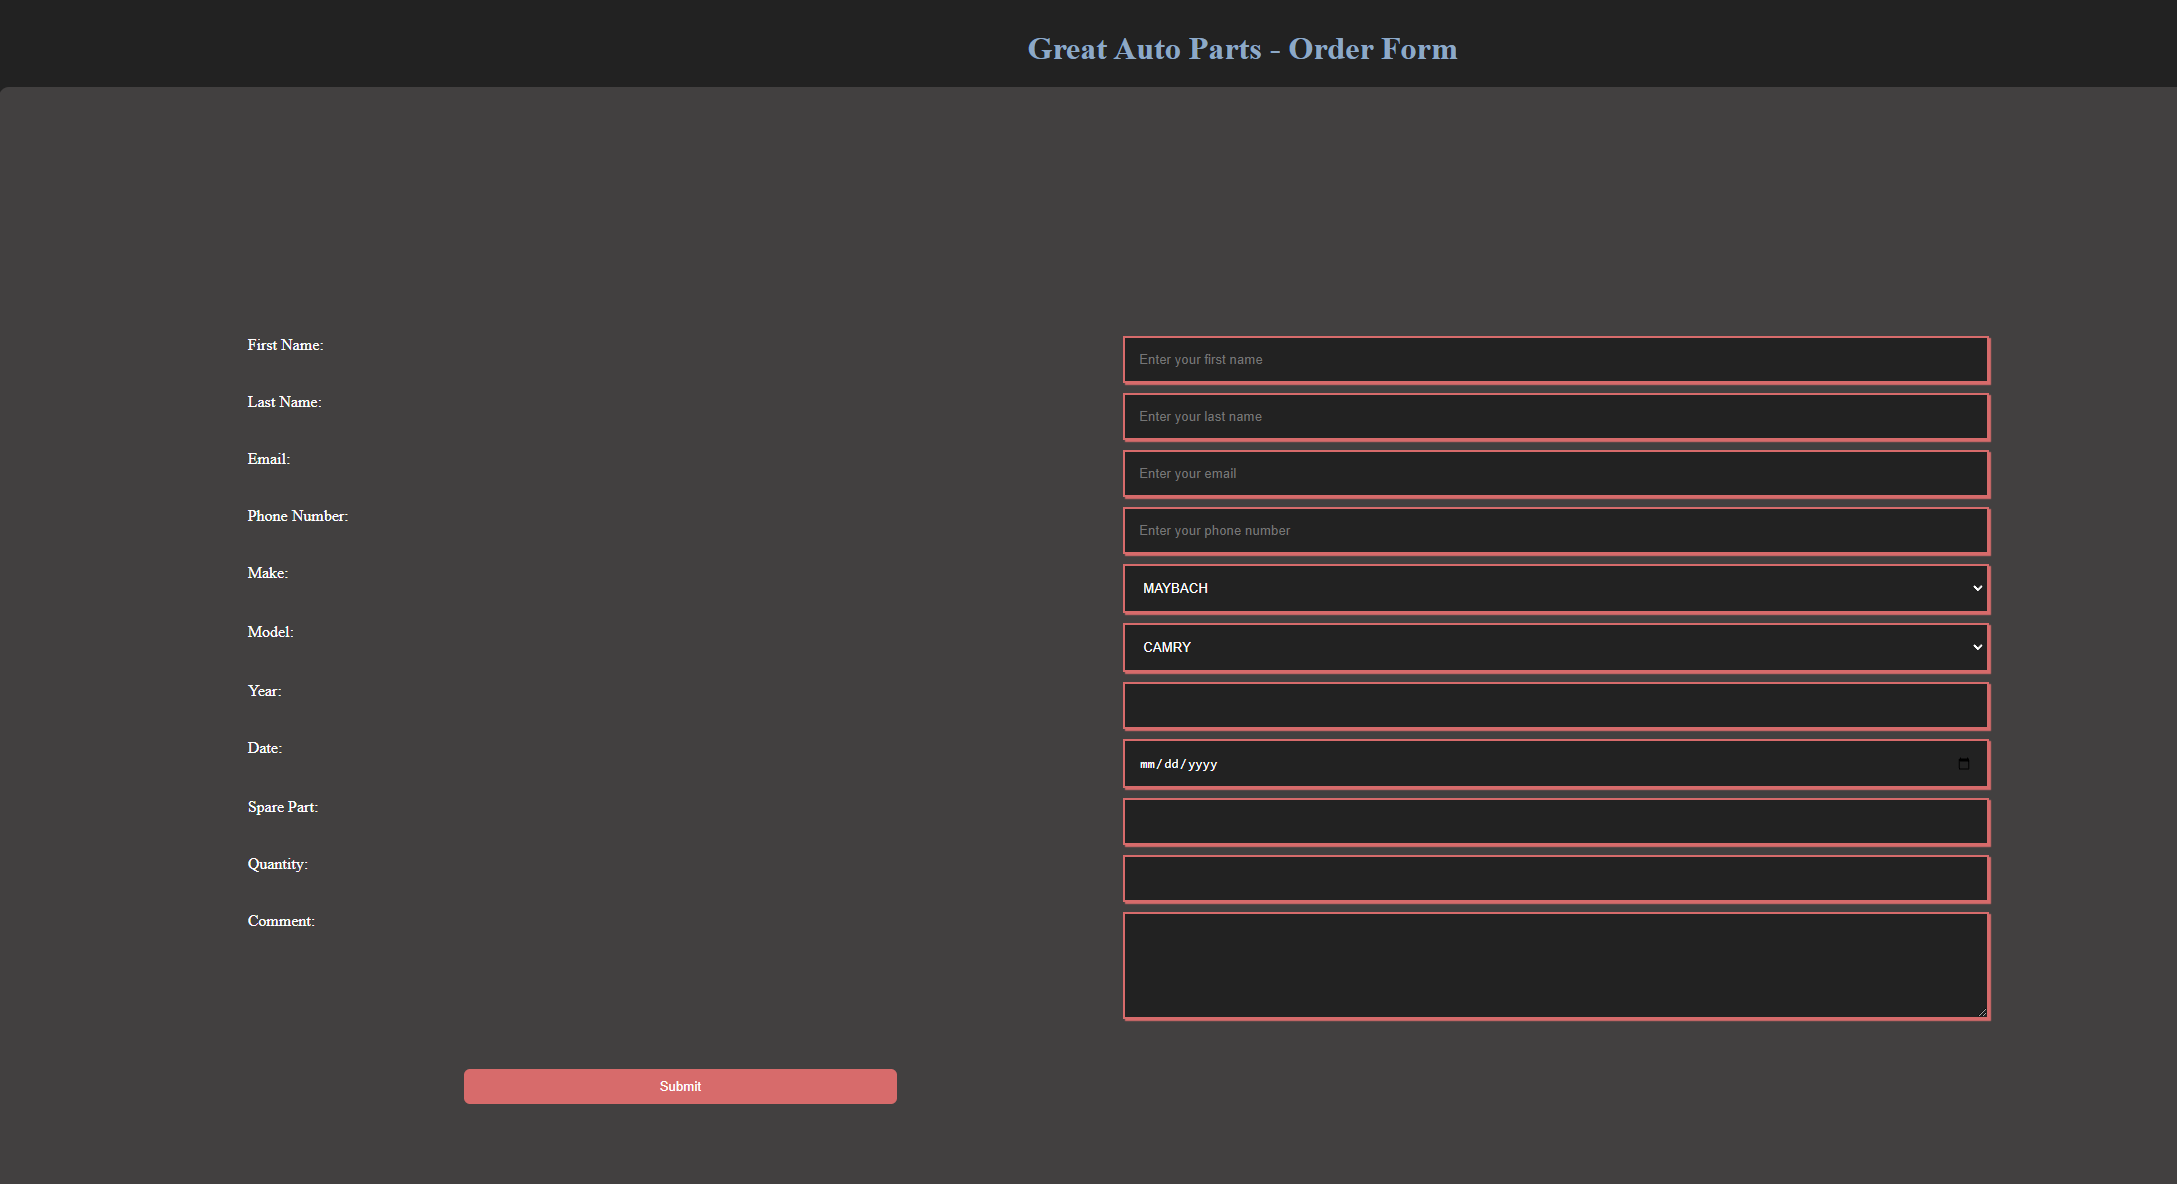 Great Auto Parts - Order Form
First Name:
Enter your first name
Last Name:
Enter your last name
Email:
Enter your email
Phone Number:
Enter your phone number
Make:
MAYBACH
Model:
CAMRY
Year:
Date:
mm/dd/yyyy
Spare Part:
Quantity:
Comment:
Submit